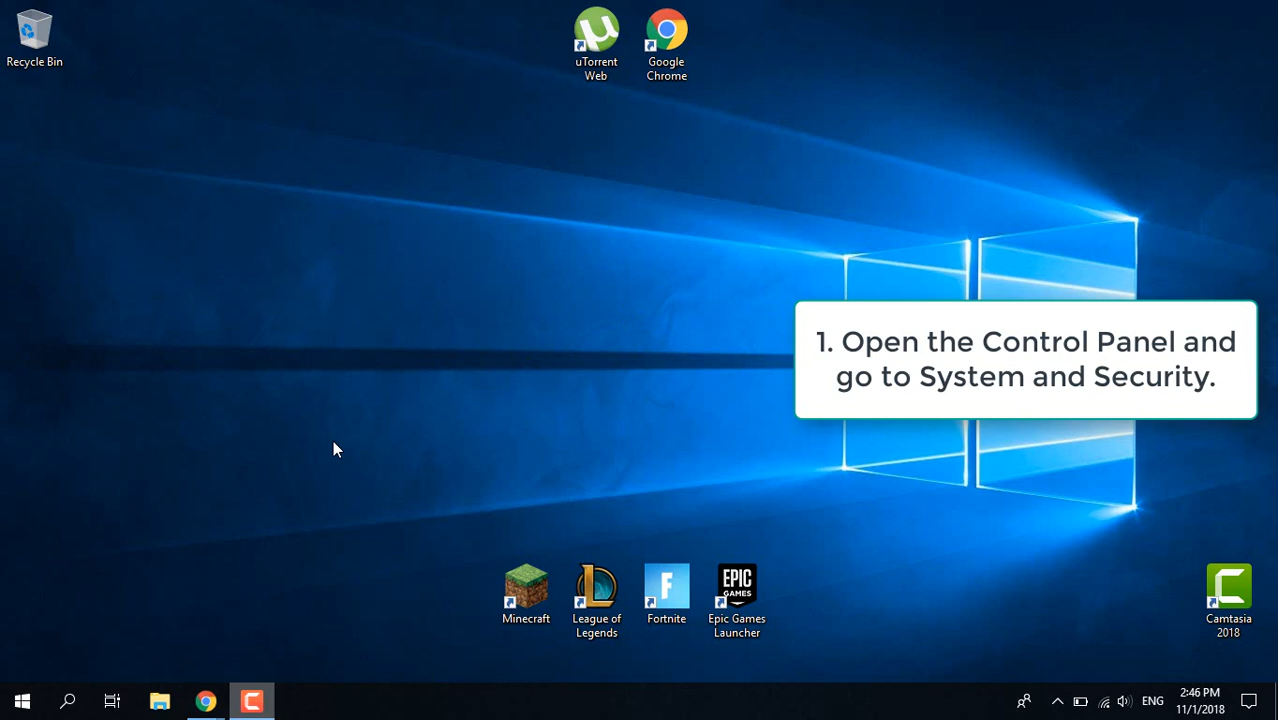 Recycle Bin
uTorrent
Web
Google
Chrome
1. Open the Control Panel and
go to System and Security.
Minecraft
League of
Legends
Fortnite
EPIC
GAMES
Epic Games
Launcher
Camtasia
2018
ENG
2:46 PM
11/1/2018